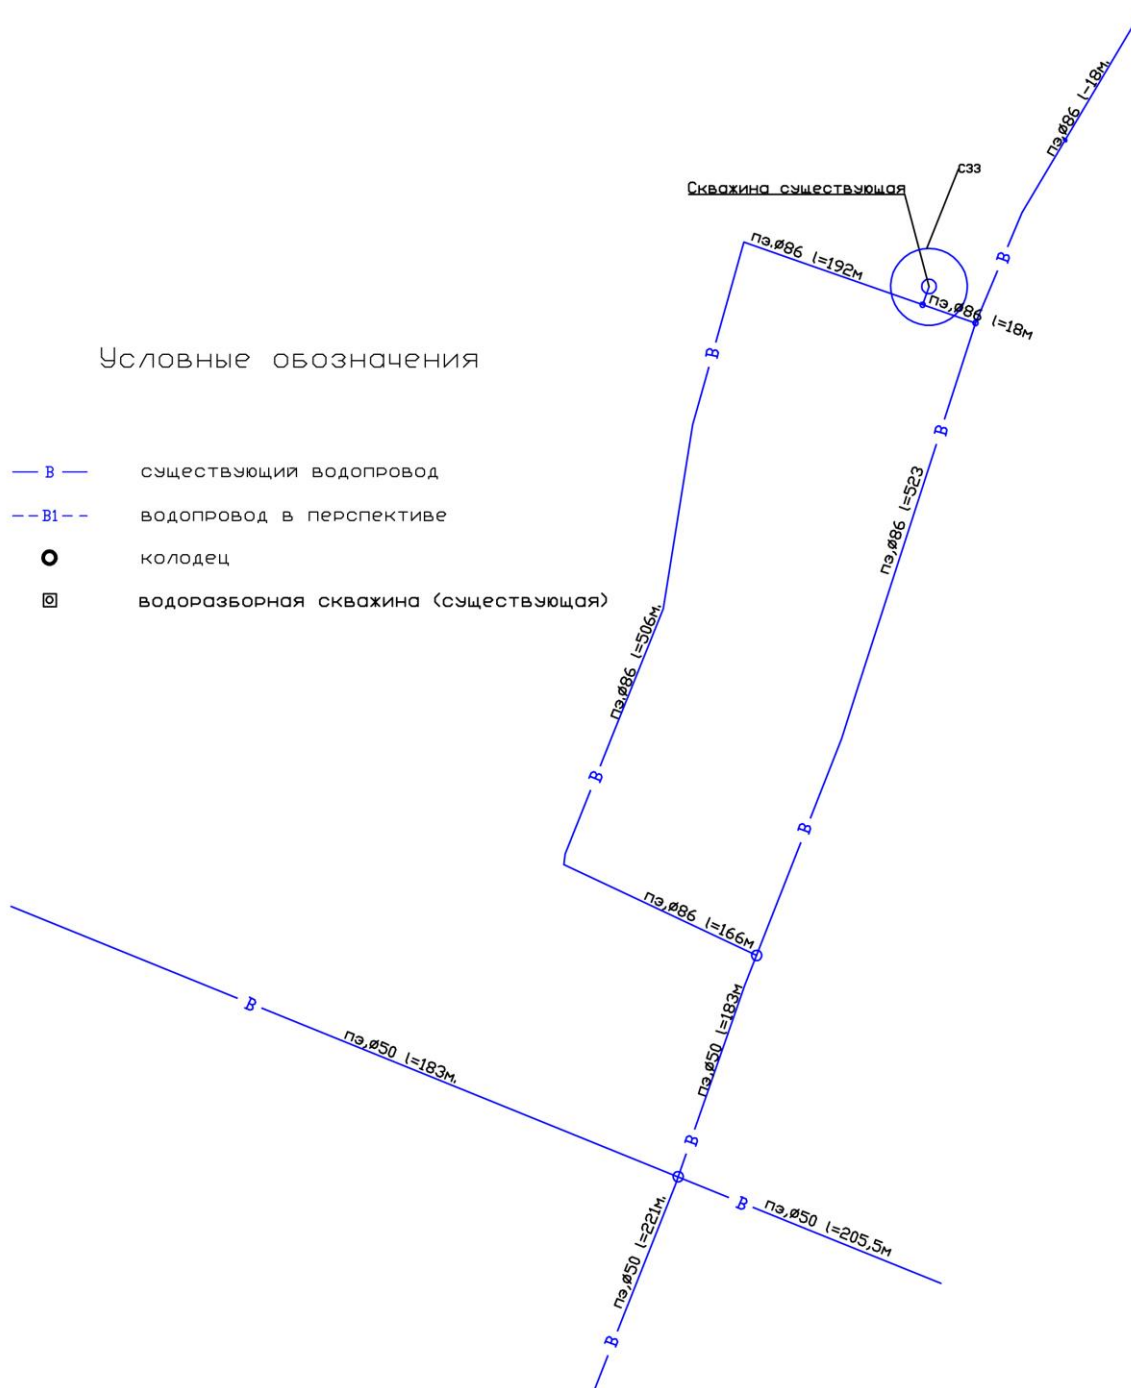 пэ,ø86 l-18м.
СЗЗ
Скважина существующая
пэ.ø86 l=192м
пэ,ø86 l=18м
В
В
Условные обозначения
В
пэ,ø86 l=523
В существующий водопровод
В1 водопровод в перспективе
колодец
водоразборная скважина (существующая)
пэ.ø86 l=506м.
В
В
пэ,ø86 l=166м
В
пэ,ø50 l=183м
пэ,ø50 l=183м.
В
В
пэ,ø50 l=205,5м
пэ,ø50 l=221м.
В